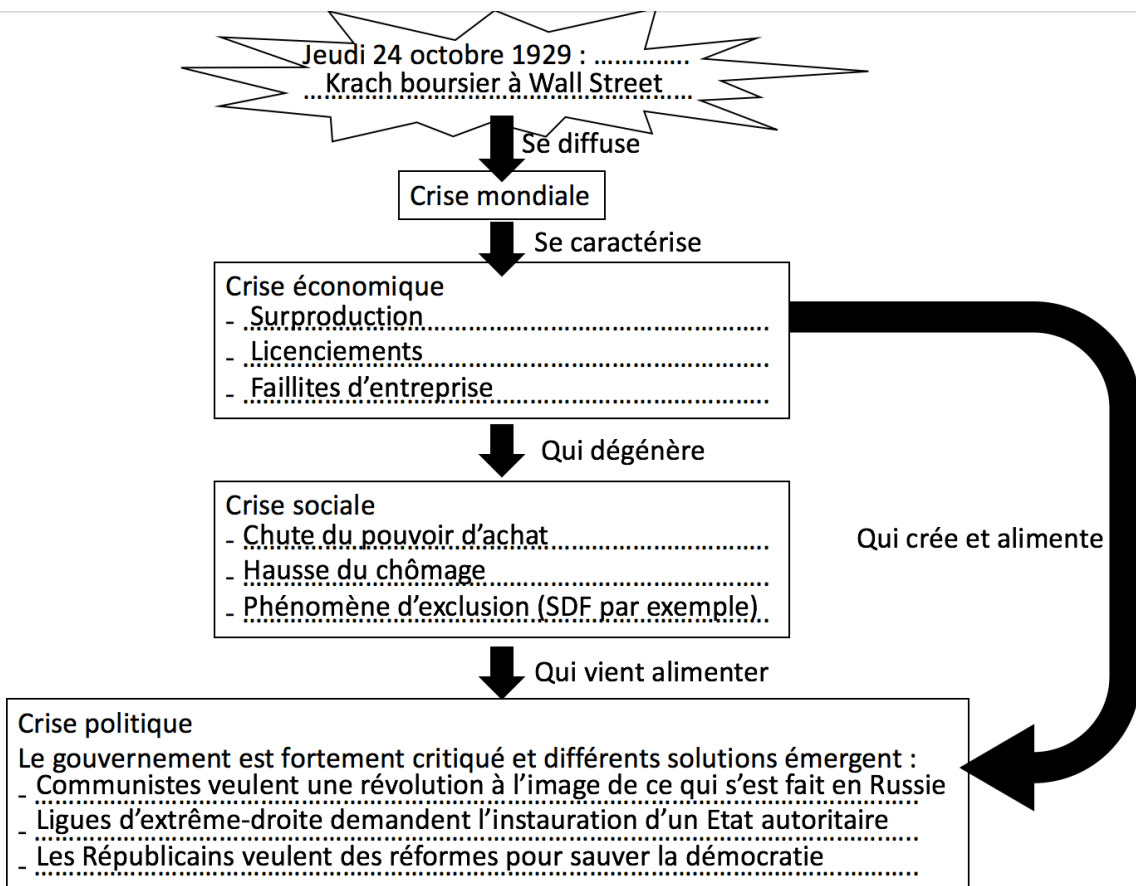 Jeudi 24 octobre 1929 : …………..
Krach boursier à Wall Street
Se diffuse
Crise mondiale
Se caractérise
Crise économique
- Surproduction
- Licenciements
- Faillites d’entreprise
Qui dégénère
Crise sociale
- Chute du pouvoir d’achat
- Hausse du chômage
- Phénomène d’exclusion (SDF par exemple)
Qui crée et alimente
Qui vient alimenter
Crise politique
Le gouvernement est fortement critiqué et différents solutions émergent :
- Communistes veulent une révolution à l’image de ce qui s’est fait en Russie
- Ligues d’extrême-droite demandent l’instauration d’un Etat autoritaire
- Les Républicains veulent des réformes pour sauver la démocratie